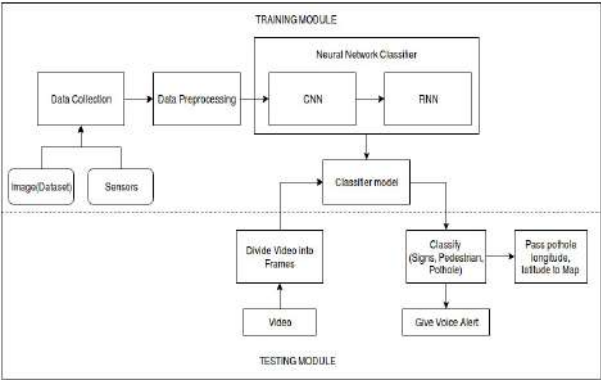 TRAINING MODULE
Neural Network Classifier
Data Collection
Data Preprocessing
CNN
RNN
Image(Dataset)
Sensors
Classifier model
Divide Video into
Frames
Classify
(Signs, Pedestrian,
Pothole)
Pass pothole
longitude,
latitude to Map
Video
Give Voice Alert
TESTING MODULE